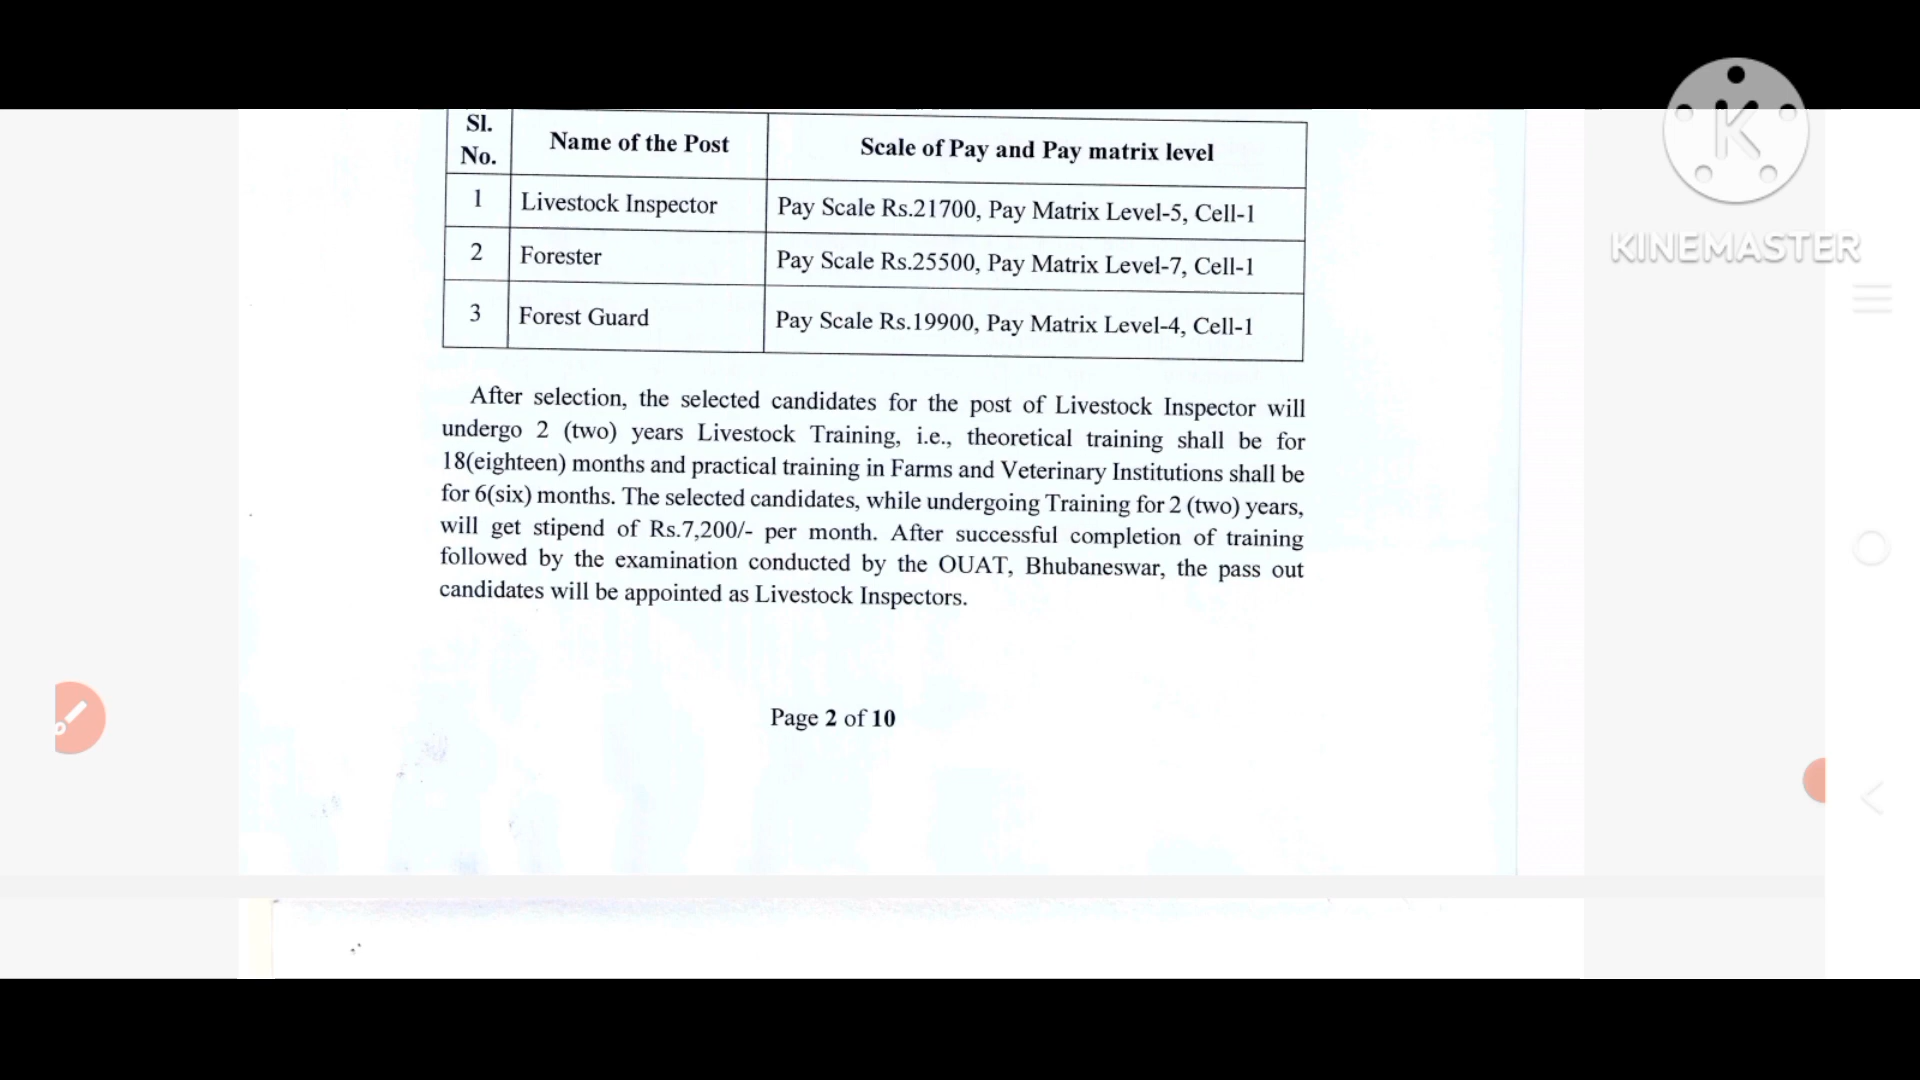 K
KINEMASTER
Sl. No. Name of the Post Scale of Pay and Pay matrix level
1 Livestock Inspector Pay Scale Rs.21700, Pay Matrix Level-5, Cell-1
2 Forester Pay Scale Rs.25500, Pay Matrix Level-7, Cell-1
3 Forest Guard Pay Scale Rs.19900, Pay Matrix Level-4, Cell-1
After selection, the selected candidates for the post of Livestock Inspector will
undergo 2 (two) years Livestock Training, i.e., theoretical training shall be for
18(eighteen) months and practical training in Farms and Veterinary Institutions shall be
for 6(six) months. The selected candidates, while undergoing Training for 2 (two) years,
will get stipend of Rs.7,200/- per month. After successful completion of training
followed by the examination conducted by the OUAT, Bhubaneswar, the pass out
candidates will be appointed as Livestock Inspectors.
Page 2 of 10